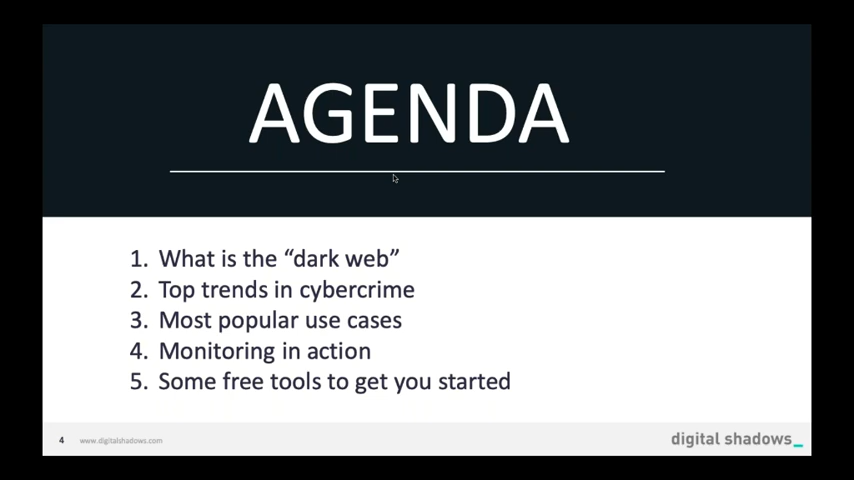 AGENDA
1. What is the “dark web”
2. Top trends in cybercrime
3. Most popular use cases
4. Monitoring in action
5. Some free tools to get you started
4 www.digitalshadows.com
digital shadows_